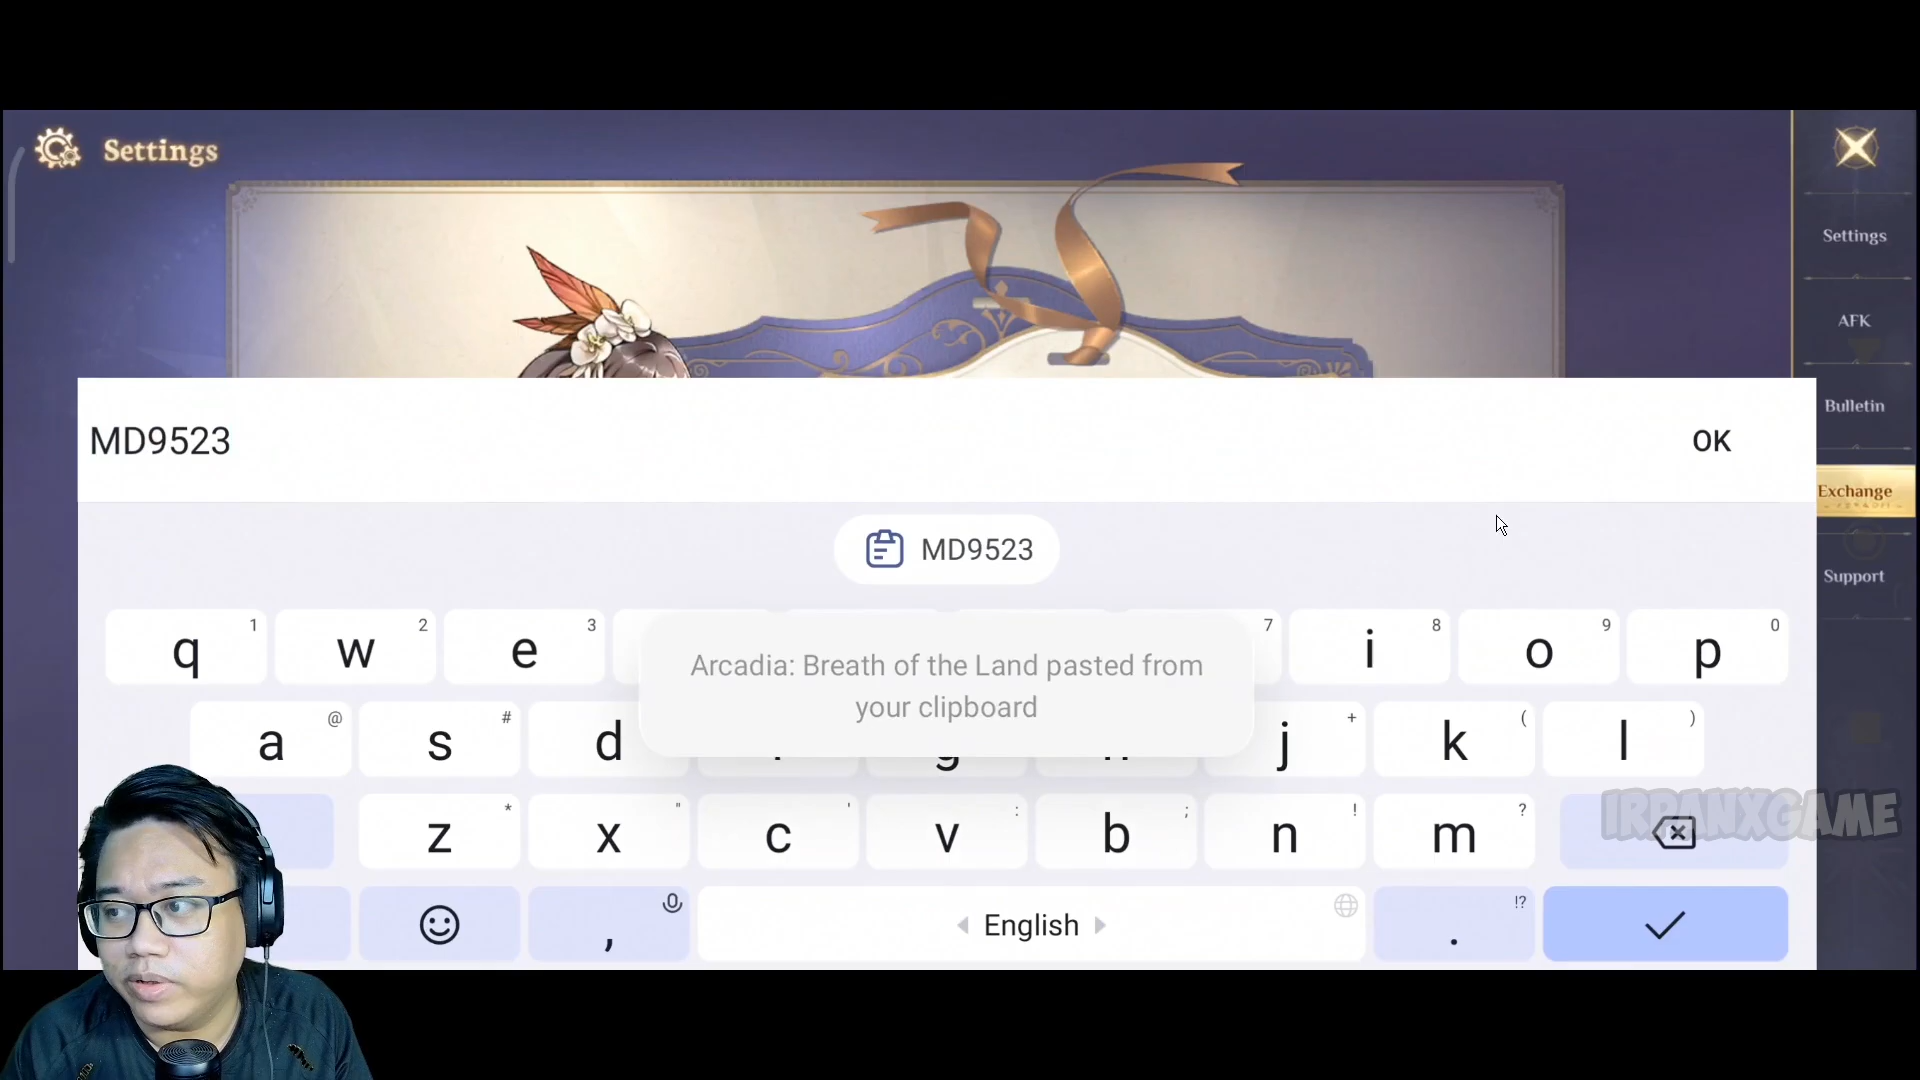 Settings
Settings
AFK
Bulletin
MD9523
OK
Exchange
MD9523
Support
q 1 w 2 e 3 7 i 8 o 9 p 0
Arcadia: Breath of the Land pasted from
your clipboard
a @ s # d g j + k ( l )
IRPANXGAME
z * x " c ' v : b ; n ! m ?
, English . !?